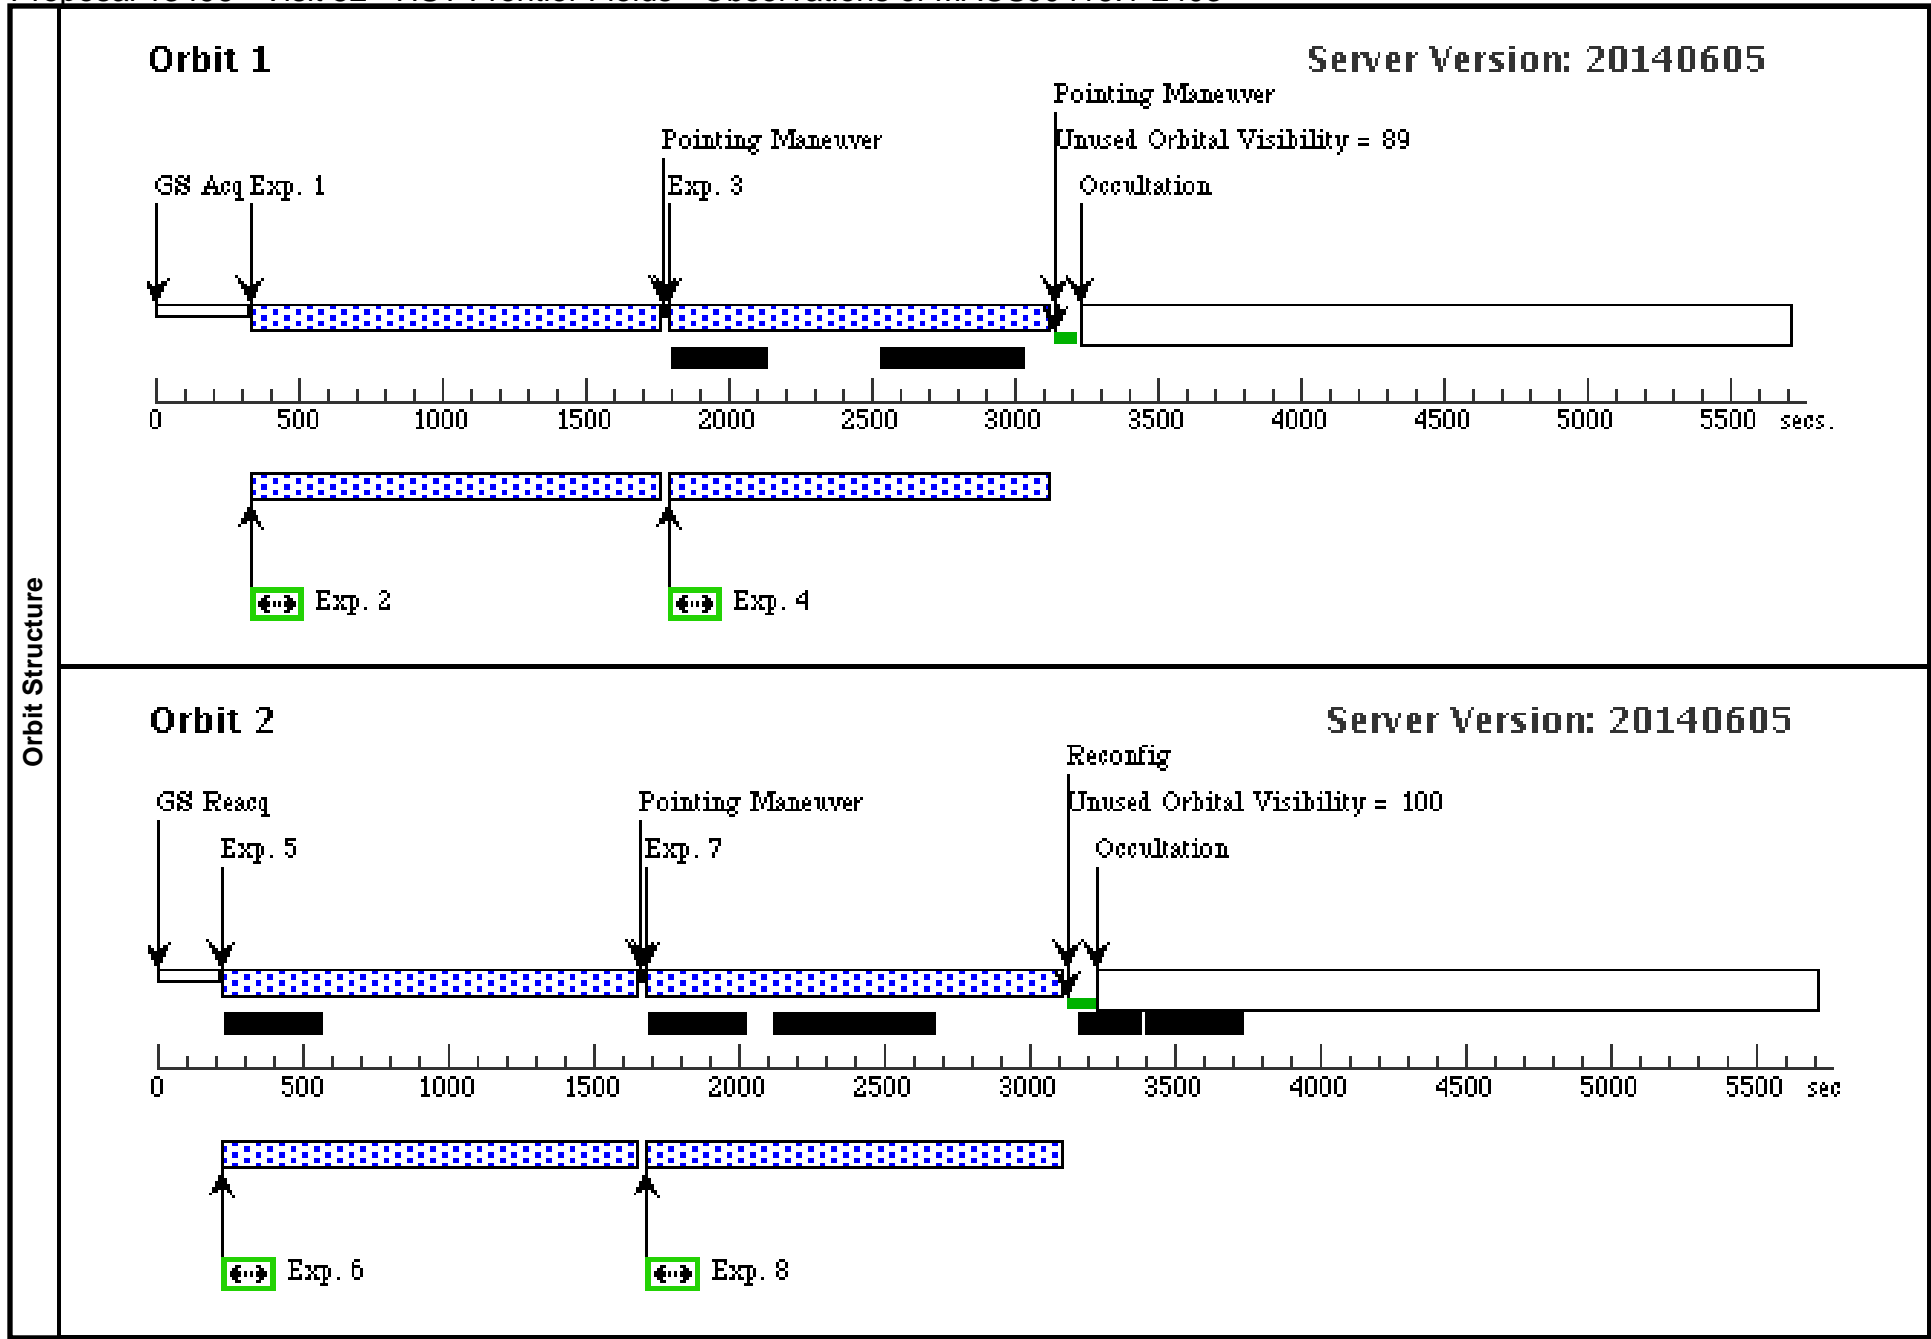 Orbit 1
Server Version: 20140605
Pointing Maneuver
Pointing Maneuver
Unused Orbital Visibility = 89
GS Acq Exp. 1
Exp. 3
Occultation
0 500 1000 1500 2000 2500 3000 3500 4000 4500 5000 5500 secs.
Exp. 2
Exp. 4
Orbit Structure
Orbit 2
Server Version: 20140605
Reconfig
GS Reacq
Pointing Maneuver
Unused Orbital Visibility = 100
Exp. 5
Exp. 7
Occultation
0 500 1000 1500 2000 2500 3000 3500 4000 4500 5000 5500 sec
Exp. 6
Exp. 8